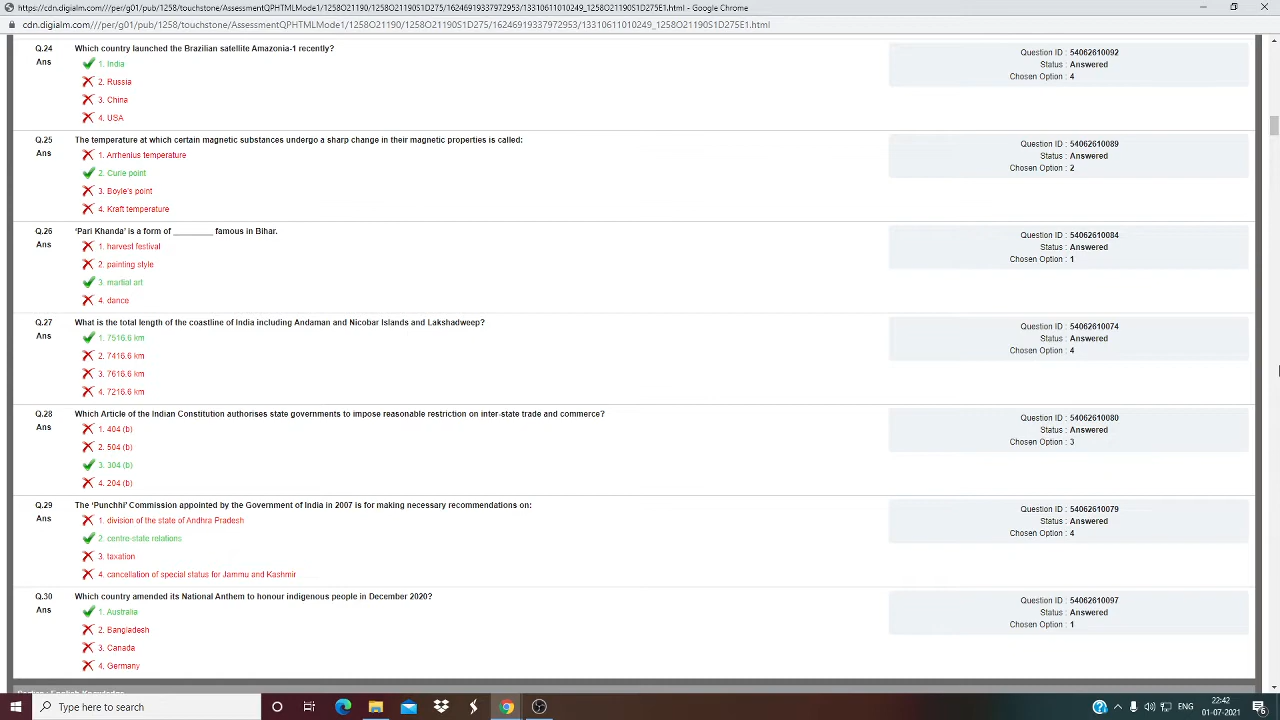 https://cdn.digialm.com///per/g01/pub/1258/touchstone/AssessmentQPHTMLMode1/1258O21190/1258O21190S1D275/16246919337972953/13310611010249_1258O21190S1D275E1.html - Google Chrome
cdn.digialm.com///per/g01/pub/1258/touchstone/AssessmentQPHTMLMode1/1258O21190/1258O21190S1D275/16246919337972953/13310611010249_1258O21190S1D275E1.html
Q.24 Which country launched the Brazilian satellite Amazonia-1 recently?
Ans 1. India
2. Russia
3. China
4. USA
Question ID : 54062610092
Status : Answered
Chosen Option : 4
Q.25 The temperature at which certain magnetic substances undergo a sharp change in their magnetic properties is called:
Ans 1. Arrhenius temperature
2. Curie point
3. Boyle's point
4. Kraft temperature
Question ID : 54062610089
Status : Answered
Chosen Option : 2
Q.26 ‘Pari Khanda’ is a form of ________ famous in Bihar.
Ans 1. harvest festival
2. painting style
3. martial art
4. dance
Question ID : 54062610084
Status : Answered
Chosen Option : 1
Q.27 What is the total length of the coastline of India including Andaman and Nicobar Islands and Lakshadweep?
Ans 1. 7516.6 km
2. 7416.6 km
3. 7616.6 km
4. 7216.6 km
Question ID : 54062610074
Status : Answered
Chosen Option : 4
Q.28 Which Article of the Indian Constitution authorises state governments to impose reasonable restriction on inter-state trade and commerce?
Ans 1. 404 (b)
2. 504 (b)
3. 304 (b)
4. 204 (b)
Question ID : 54062610080
Status : Answered
Chosen Option : 3
Q.29 The ‘Punchhi’ Commission appointed by the Government of India in 2007 is for making necessary recommendations on:
Ans 1. division of the state of Andhra Pradesh
2. centre-state relations
3. taxation
4. cancellation of special status for Jammu and Kashmir
Question ID : 54062610079
Status : Answered
Chosen Option : 4
Q.30 Which country amended its National Anthem to honour indigenous people in December 2020?
Ans 1. Australia
2. Bangladesh
3. Canada
4. Germany
Question ID : 54062610097
Status : Answered
Chosen Option : 1
Type here to search
ENG
22:42
01-07-2021